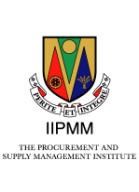 PERITE ET INTEGRE
IIPMM
THE PROCUREMENT AND
SUPPLY MANAGEMENT INSTITUTE